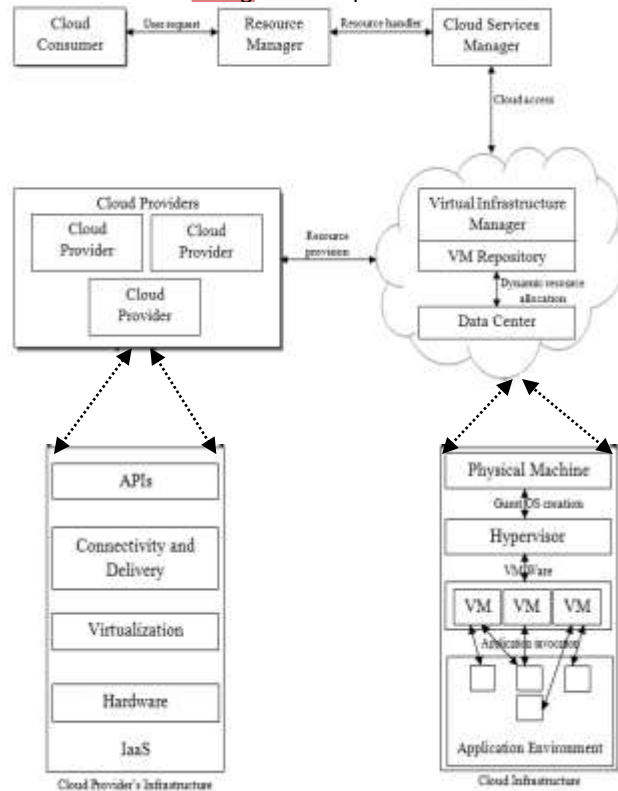 Cloud
Consumer
User request
Resource
Manager
Resource handler
Cloud Services
Manager
Cloud access
Cloud Providers
Cloud
Provider
Cloud
Provider
Cloud
Provider
Resource
provision
Virtual Infrastructure
Manager
VM Repository
Dynamic resource
allocation
Data Center
APIs
Connectivity and
Delivery
Virtualization
Hardware
IaaS
Cloud Provider's Infrastructure
Physical Machine
Guest OS creation
Hypervisor
VMWare
VM
VM
VM
Application invocation
Application Environment
Cloud Infrastructure